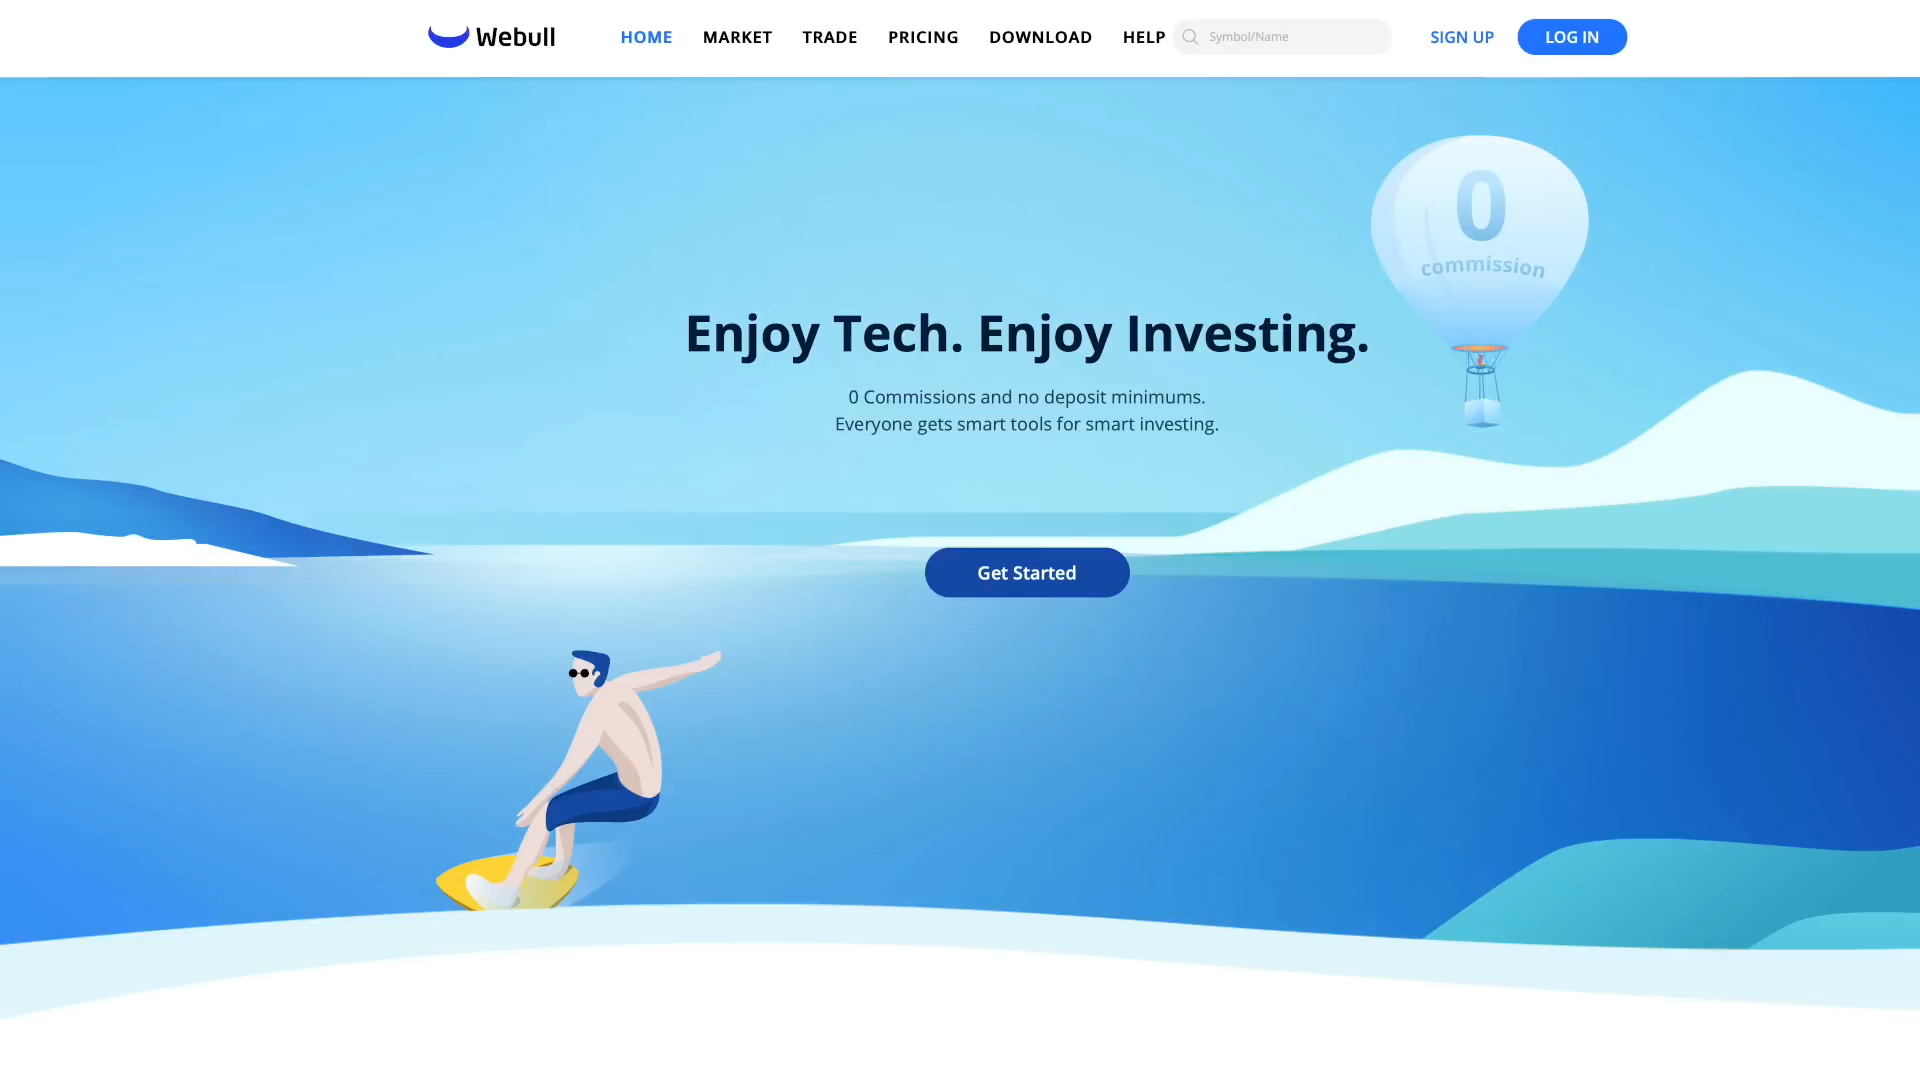 Webull
HOME MARKET TRADE PRICING DOWNLOAD HELP Symbol/Name SIGN UP LOG IN
0
commission
Enjoy Tech. Enjoy Investing.
0 Commissions and no deposit minimums.
Everyone gets smart tools for smart investing.
Get Started